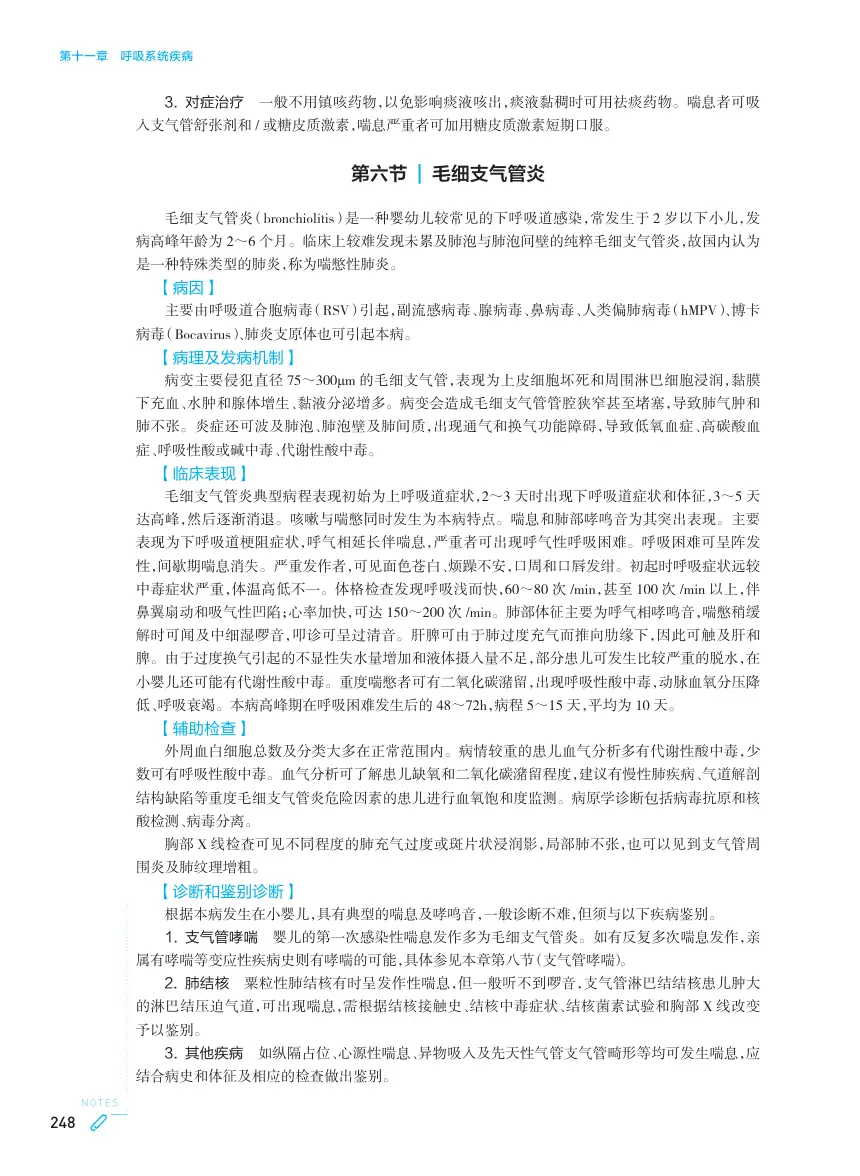 第十一章 呼吸系统疾病
3. 对症治疗 一般不用镇咳药物,以免影响痰液咳出,痰液黏稠时可用祛痰药物。喘息者可吸
入支气管舒张剂和 / 或糖皮质激素,喘息严重者可加用糖皮质激素短期口服。
第六节 | 毛细支气管炎
毛细支气管炎(bronchiolitis)是一种婴幼儿较常见的下呼吸道感染,常发生于 2 岁以下小儿,发
病高峰年龄为 2~6 个月。临床上较难发现未累及肺泡与肺泡间壁的纯粹毛细支气管炎,故国内认为
是一种特殊类型的肺炎,称为喘憋性肺炎。
【病因】
主要由呼吸道合胞病毒(RSV)引起,副流感病毒、腺病毒、鼻病毒、人类偏肺病毒(hMPV)、博卡
病毒(Bocavirus)、肺炎支原体也可引起本病。
【病理及发病机制】
病变主要侵犯直径 75~300μm 的毛细支气管,表现为上皮细胞坏死和周围淋巴细胞浸润,黏膜
下充血、水肿和腺体增生、黏液分泌增多。病变会造成毛细支气管管腔狭窄甚至堵塞,导致肺气肿和
肺不张。炎症还可波及肺泡、肺泡壁及肺间质,出现通气和换气功能障碍,导致低氧血症、高碳酸血
症、呼吸性酸或碱中毒、代谢性酸中毒。
【临床表现】
毛细支气管炎典型病程表现初始为上呼吸道症状,2~3 天时出现下呼吸道症状和体征,3~5 天
达高峰,然后逐渐消退。咳嗽与喘憋同时发生为本病特点。喘息和肺部哮鸣音为其突出表现。主要
表现为下呼吸道梗阻症状,呼气相延长伴喘息,严重者可出现呼气性呼吸困难。呼吸困难可呈阵发
性,间歇期喘息消失。严重发作者,可见面色苍白、烦躁不安,口周和口唇发绀。初起时呼吸症状远较
中毒症状严重,体温高低不一。体格检查发现呼吸浅而快,60~80 次 /min,甚至 100 次 /min 以上,伴
鼻翼扇动和吸气性凹陷;心率加快,可达 150~200 次 /min。肺部体征主要为呼气相哮鸣音,喘憋稍缓
解时可闻及中细湿啰音,叩诊可呈过清音。肝脾可由于肺过度充气而推向肋缘下,因此可触及肝和
脾。由于过度换气引起的不显性失水量增加和液体摄入量不足,部分患儿可发生比较严重的脱水,在
小婴儿还可能有代谢性酸中毒。重度喘憋者可有二氧化碳潴留,出现呼吸性酸中毒,动脉血氧分压降
低、呼吸衰竭。本病高峰期在呼吸困难发生后的 48~72h,病程 5~15 天,平均为 10 天。
【辅助检查】
外周血白细胞总数及分类大多在正常范围内。病情较重的患儿血气分析多有代谢性酸中毒,少
数可有呼吸性酸中毒。血气分析可了解患儿缺氧和二氧化碳潴留程度,建议有慢性肺疾病、气道解剖
结构缺陷等重度毛细支气管炎危险因素的患儿进行血氧饱和度监测。病原学诊断包括病毒抗原和核
酸检测、病毒分离。
胸部 X 线检查可见不同程度的肺充气过度或斑片状浸润影,局部肺不张,也可以见到支气管周
围炎及肺纹理增粗。
【诊断和鉴别诊断】
根据本病发生在小婴儿,具有典型的喘息及哮鸣音,一般诊断不难,但须与以下疾病鉴别。
1. 支气管哮喘 婴儿的第一次感染性喘息发作多为毛细支气管炎。如有反复多次喘息发作,亲
属有哮喘等变应性疾病史则有哮喘的可能,具体参见本章第八节(支气管哮喘)。
2. 肺结核 粟粒性肺结核有时呈发作性喘息,但一般听不到啰音,支气管淋巴结结核患儿肿大
的淋巴结压迫气道,可出现喘息,需根据结核接触史、结核中毒症状、结核菌素试验和胸部 X 线改变
予以鉴别。
3. 其他疾病 如纵隔占位、心源性喘息、异物吸入及先天性气管支气管畸形等均可发生喘息,应
结合病史和体征及相应的检查做出鉴别。
NOTES
248